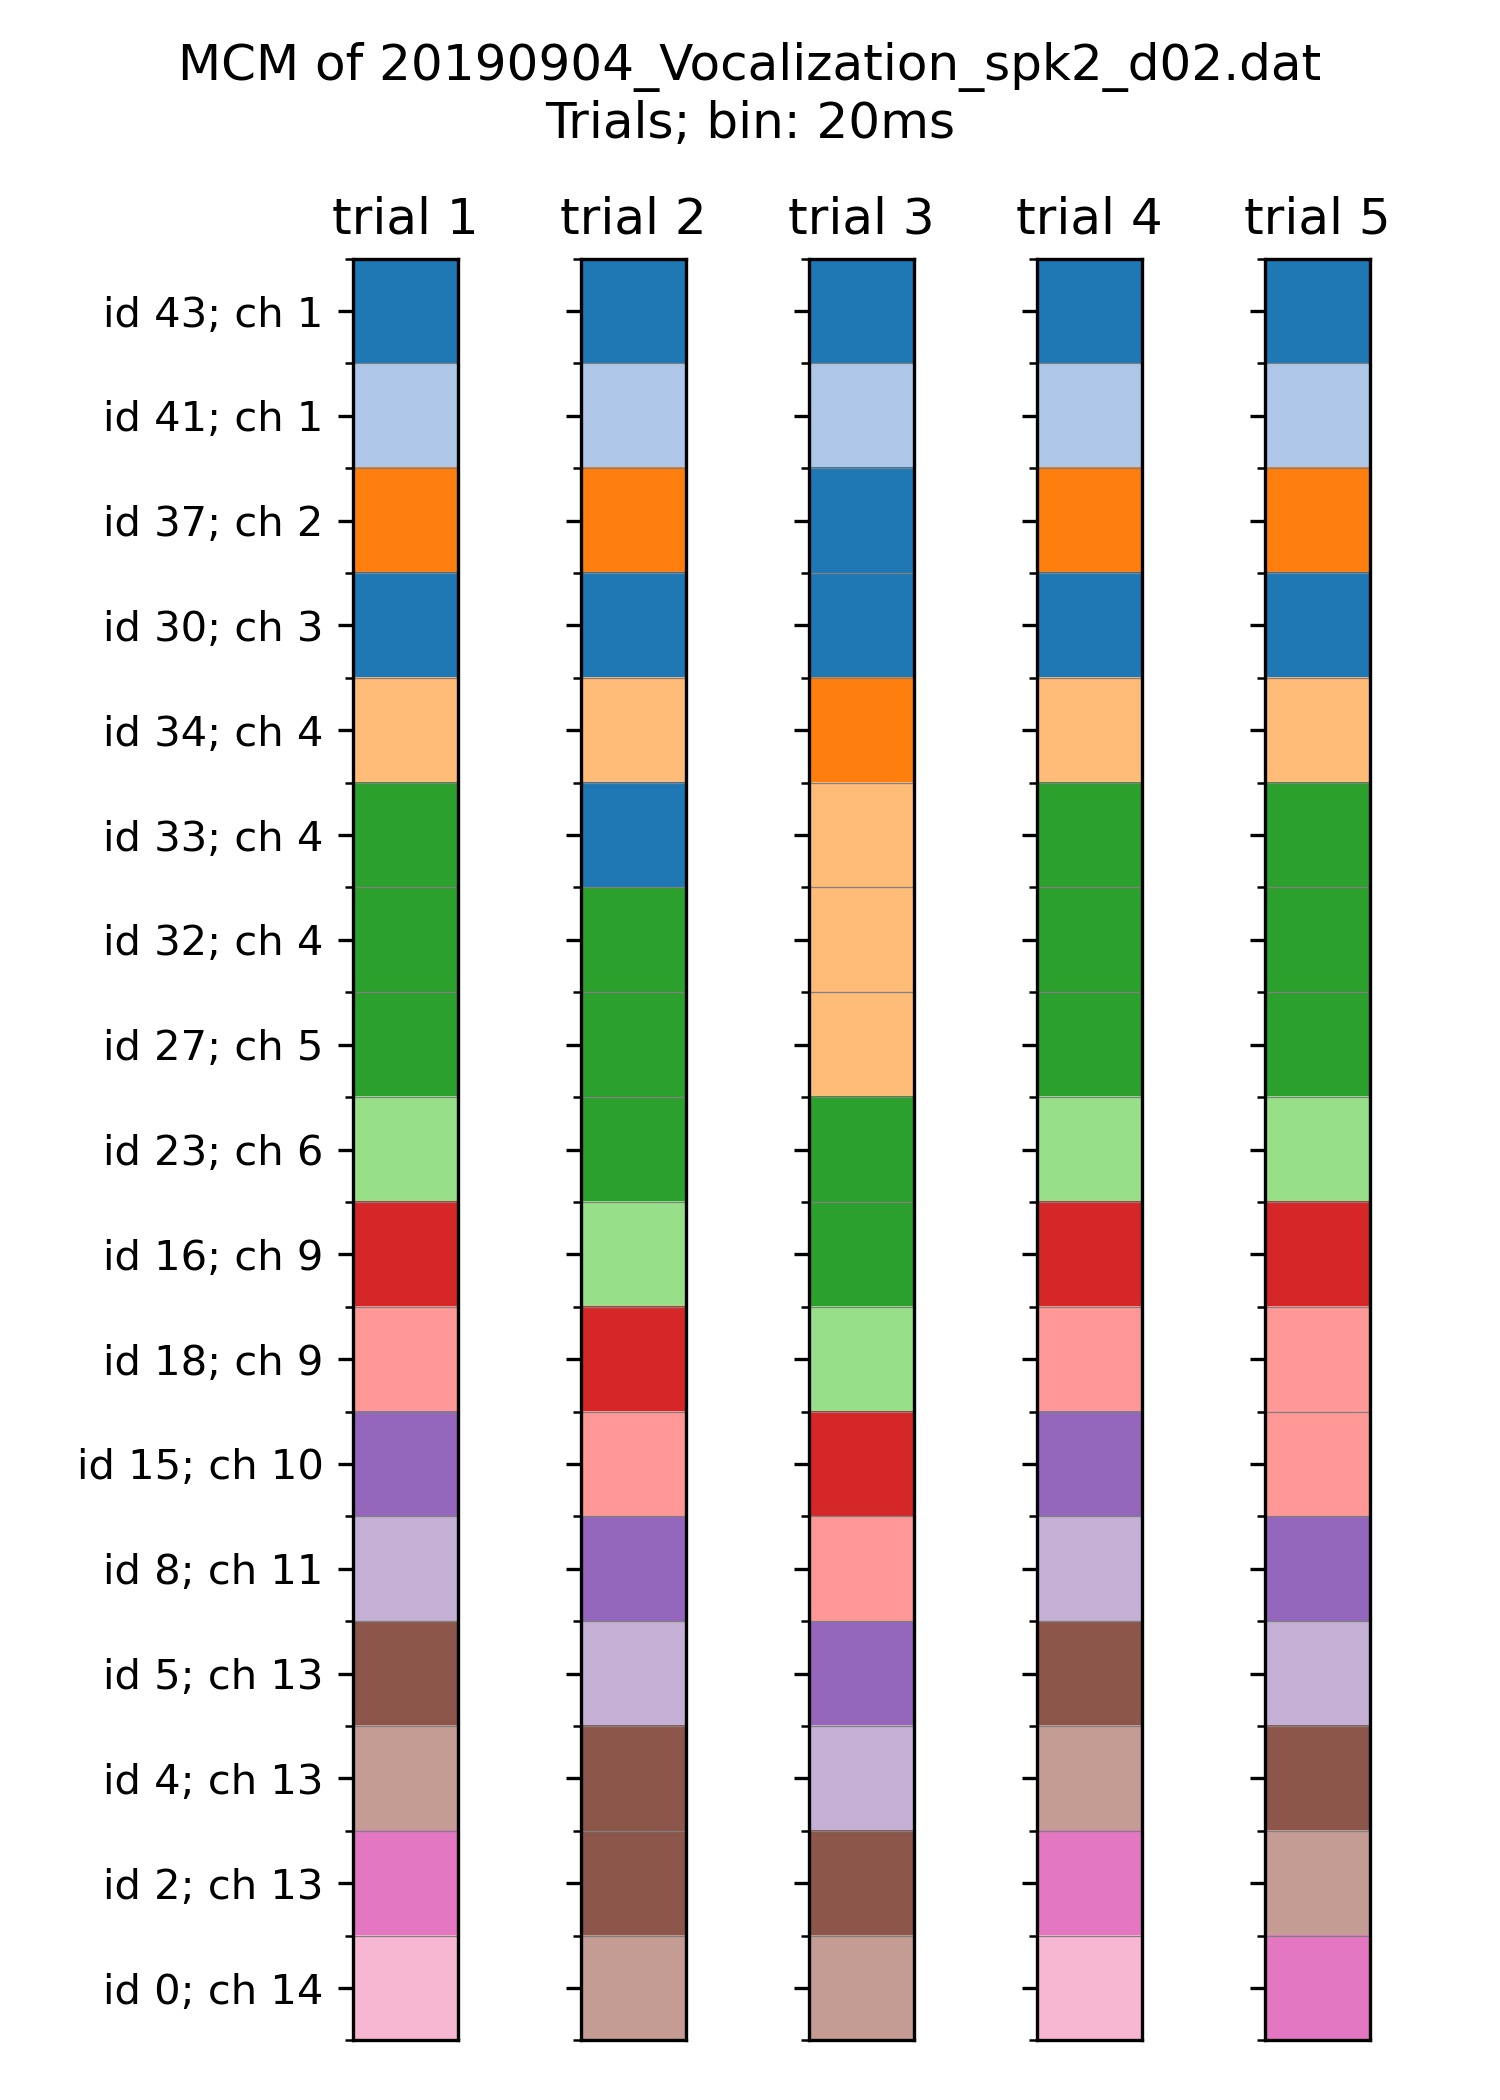 MCM of 20190904_Vocalization_spk2_d02.dat
Trials; bin: 20ms
trial 1 trial 2 trial 3 trial 4 trial 5
id 43; ch 1
id 41; ch 1
id 37; ch 2
id 30; ch 3
id 34; ch 4
id 33; ch 4
id 32; ch 4
id 27; ch 5
id 23; ch 6
id 16; ch 9
id 18; ch 9
id 15; ch 10
id 8; ch 11
id 5; ch 13
id 4; ch 13
id 2; ch 13
id 0; ch 14